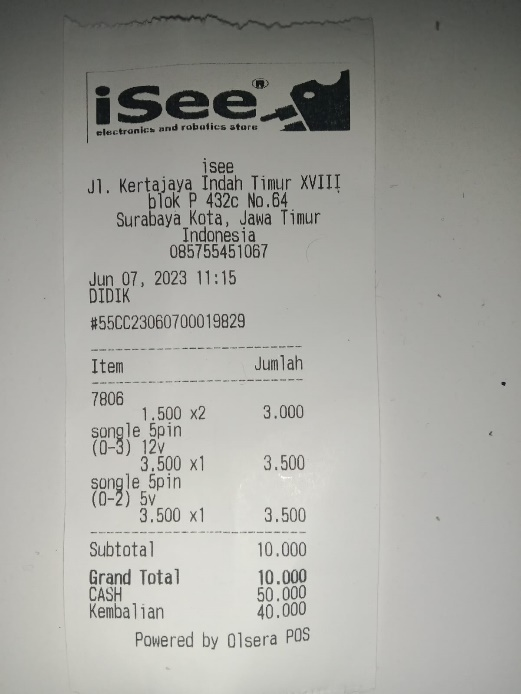 iSee®
electronics and robotics store
isee
Jl. Kertajaya Indah Timur XVIII
blok P 432c No.64
Surabaya Kota, Jawa Timur
Indonesia
085755451067
Jun 07, 2023 11:15
DIDIK
#55CC23060700019829
Item Jumlah
7806
1.500 x2 3.000
songle 5pin
(0-3) 12v
3.500 x1 3.500
songle 5pin
(0-2) 5v
3.500 x1 3.500
Subtotal 10.000
Grand Total 10.000
CASH 50.000
Kembalian 40.000
Powered by Olsera POS